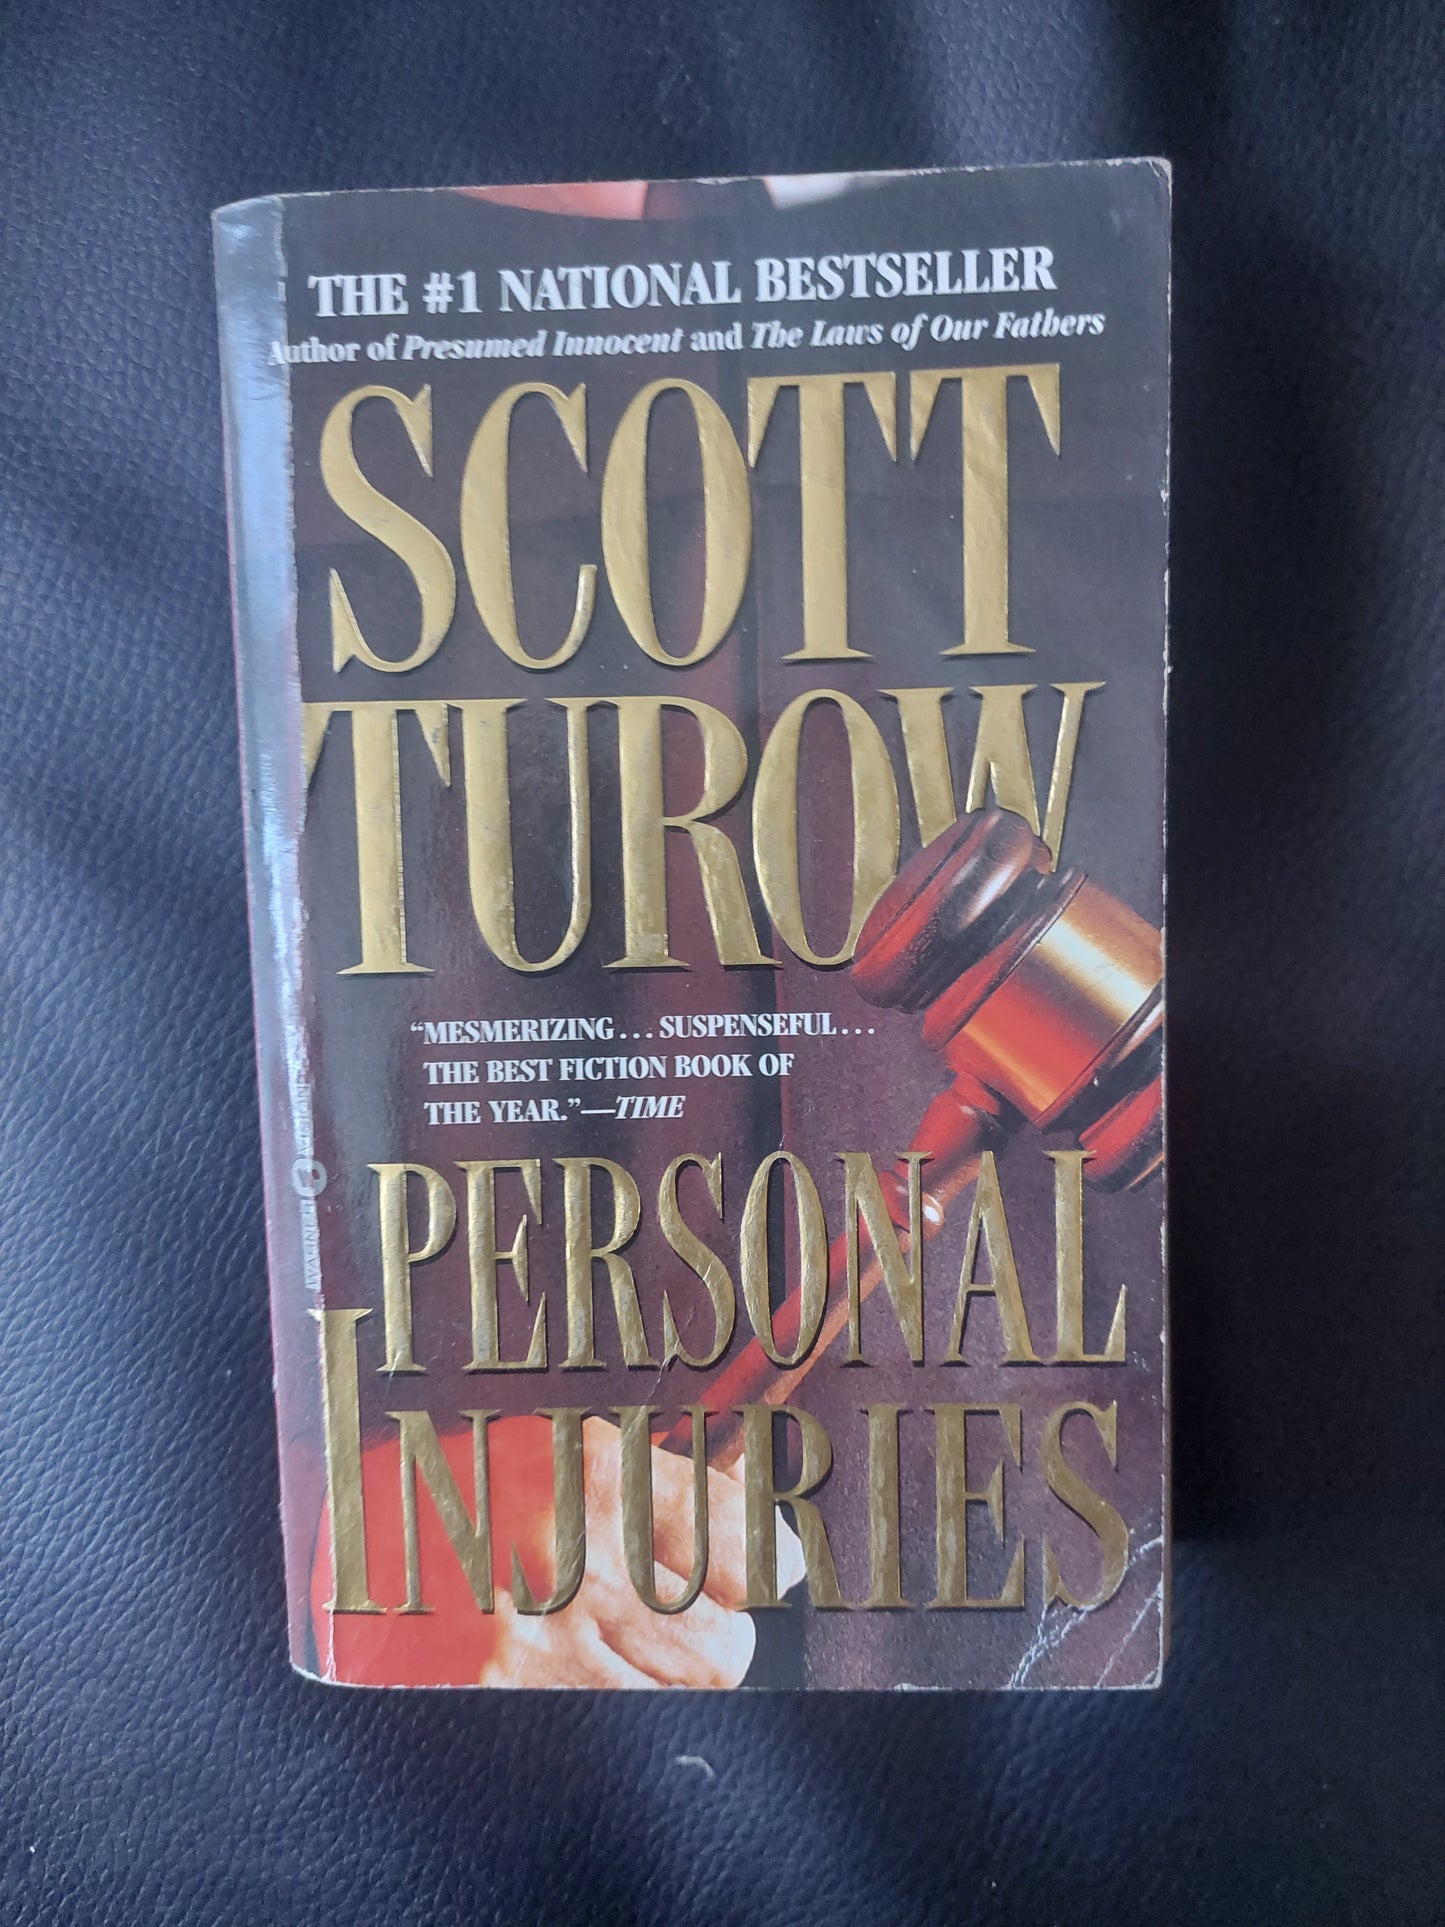 THE #1 NATIONAL BESTSELLER
Author of Presumed Innocent and The Laws of Our Fathers
SCOTT
TUROW
“MESMERIZING... SUSPENSEFUL...
THE BEST FICTION BOOK OF
THE YEAR.”—TIME
PERSONAL
INJURIES
WARNER